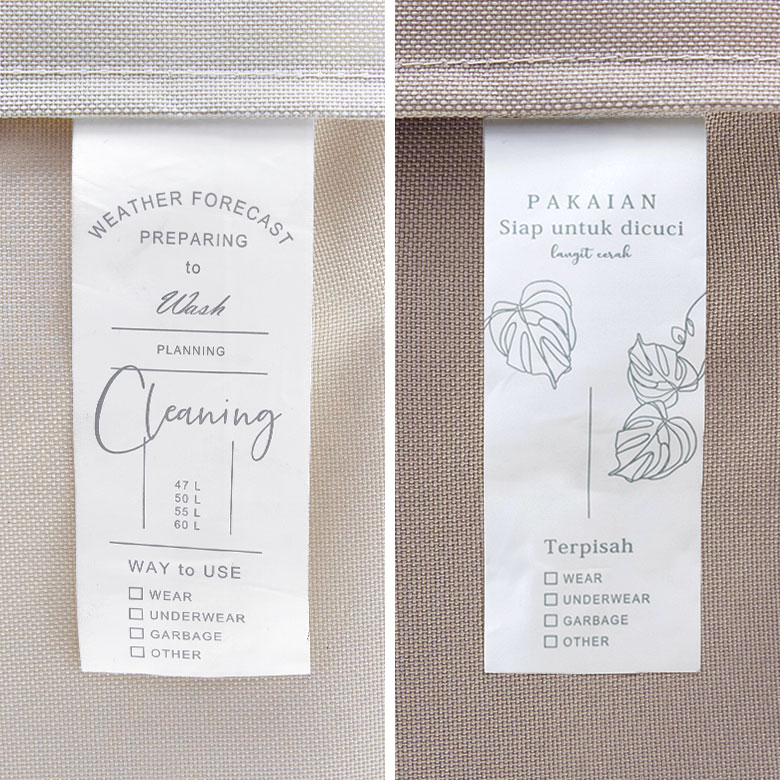 WEATHER FORECAST
PREPARING
to
Wash
PLANNING
Cleaning
47 L
50 L
55 L
60 L
WAY to USE
WEAR
UNDERWEAR
GARBAGE
OTHER
PAKAIAN
Siap untuk dicuci
langit cerah
Terpisah
WEAR
UNDERWEAR
GARBAGE
OTHER